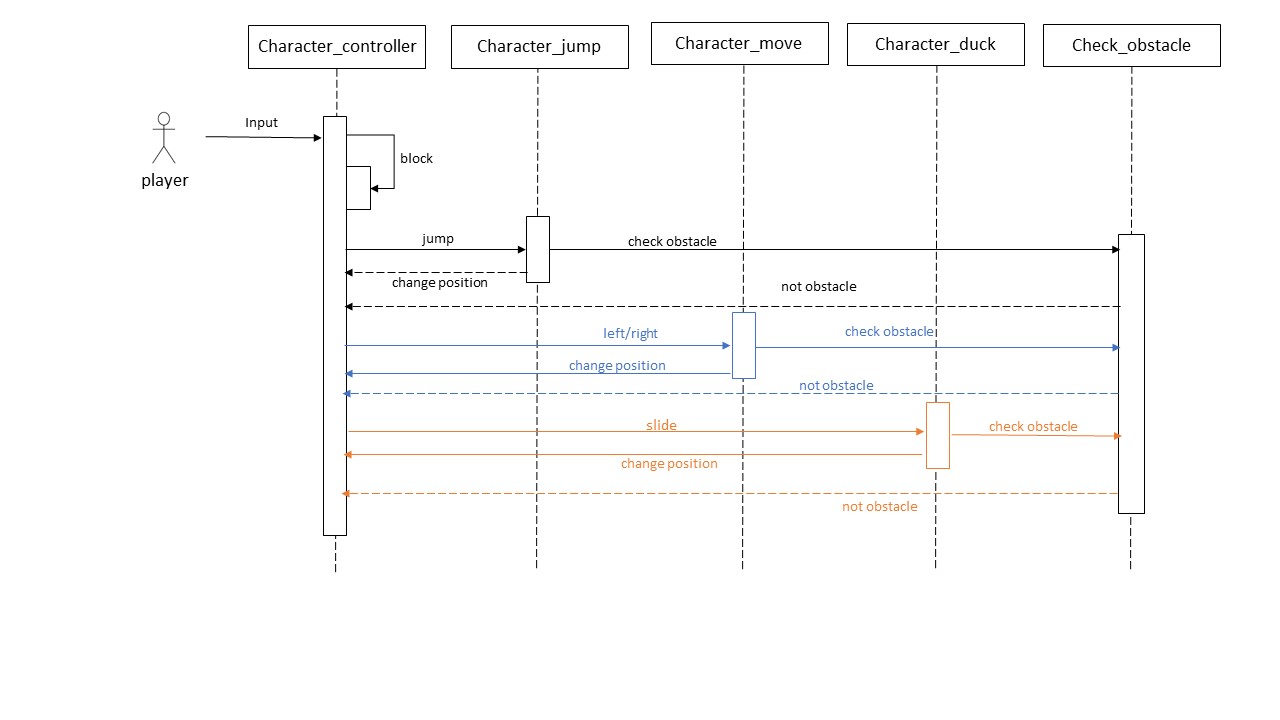 Character_controller
Character_jump
Character_move
Character_duck
Check_obstacle
Input
block
player
jump
check obstacle
change position
not obstacle
left/right
check obstacle
change position
not obstacle
slide
check obstacle
change position
not obstacle